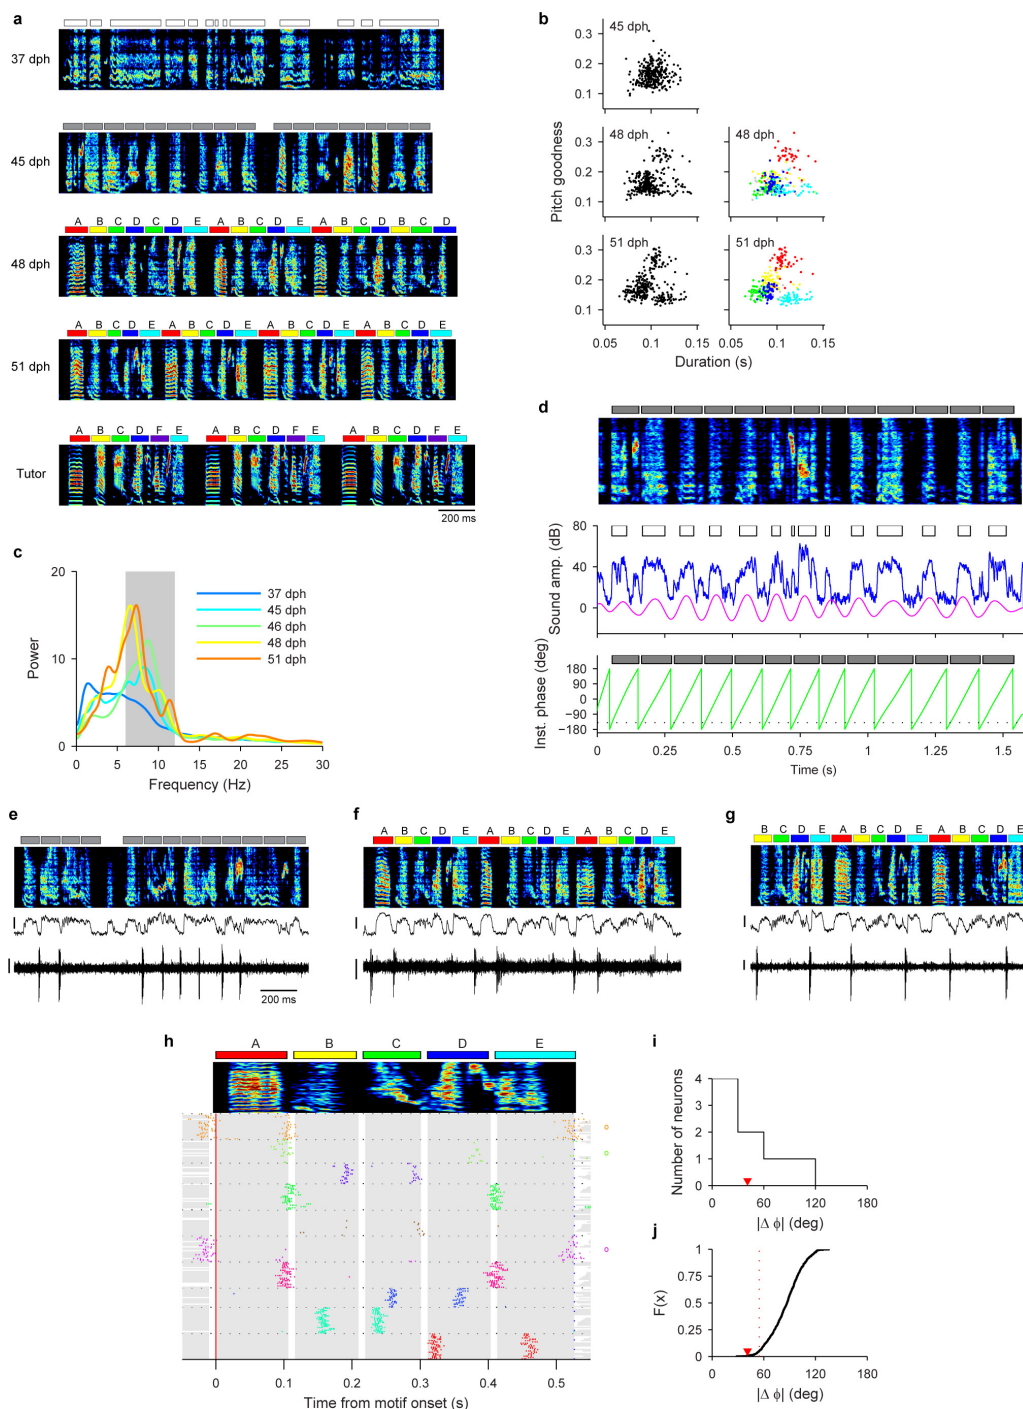 a
37 dph
45 dph
A B C D C D E A B C D E A B C D B C D
48 dph
A B C D E A B C D E A B C D E A B C D E
51 dph
A B C D F E A B C D F E A B C D F E
Tutor
200 ms
b
45 dph
0.3
0.2
0.1
48 dph
0.3
0.2
0.1
48 dph
51 dph
0.3
0.2
0.1
51 dph
Pitch goodness
0.05 0.1 0.15 0.05 0.1 0.15
Duration (s)
c
20
10
0
Power
37 dph
45 dph
46 dph
48 dph
51 dph
0 5 10 15 20 25 30
Frequency (Hz)
d
80
40
0
Sound amp. (dB)
180
90
0
−90
−180
Inst. phase (deg)
0 0.25 0.5 0.75 1 1.25 1.5
Time (s)
e
200 ms
f
A B C D E A B C D E A B C D E
g
B C D E A B C D E A B C D E
h
A B C D E
0 0.1 0.2 0.3 0.4 0.5
Time from motif onset (s)
i
4
3
2
1
0
Number of neurons
0 60 120 180
|Δ ϕ| (deg)
j
1
0.75
0.5
0.25
0
F(x)
0 60 120 180
|Δ ϕ| (deg)